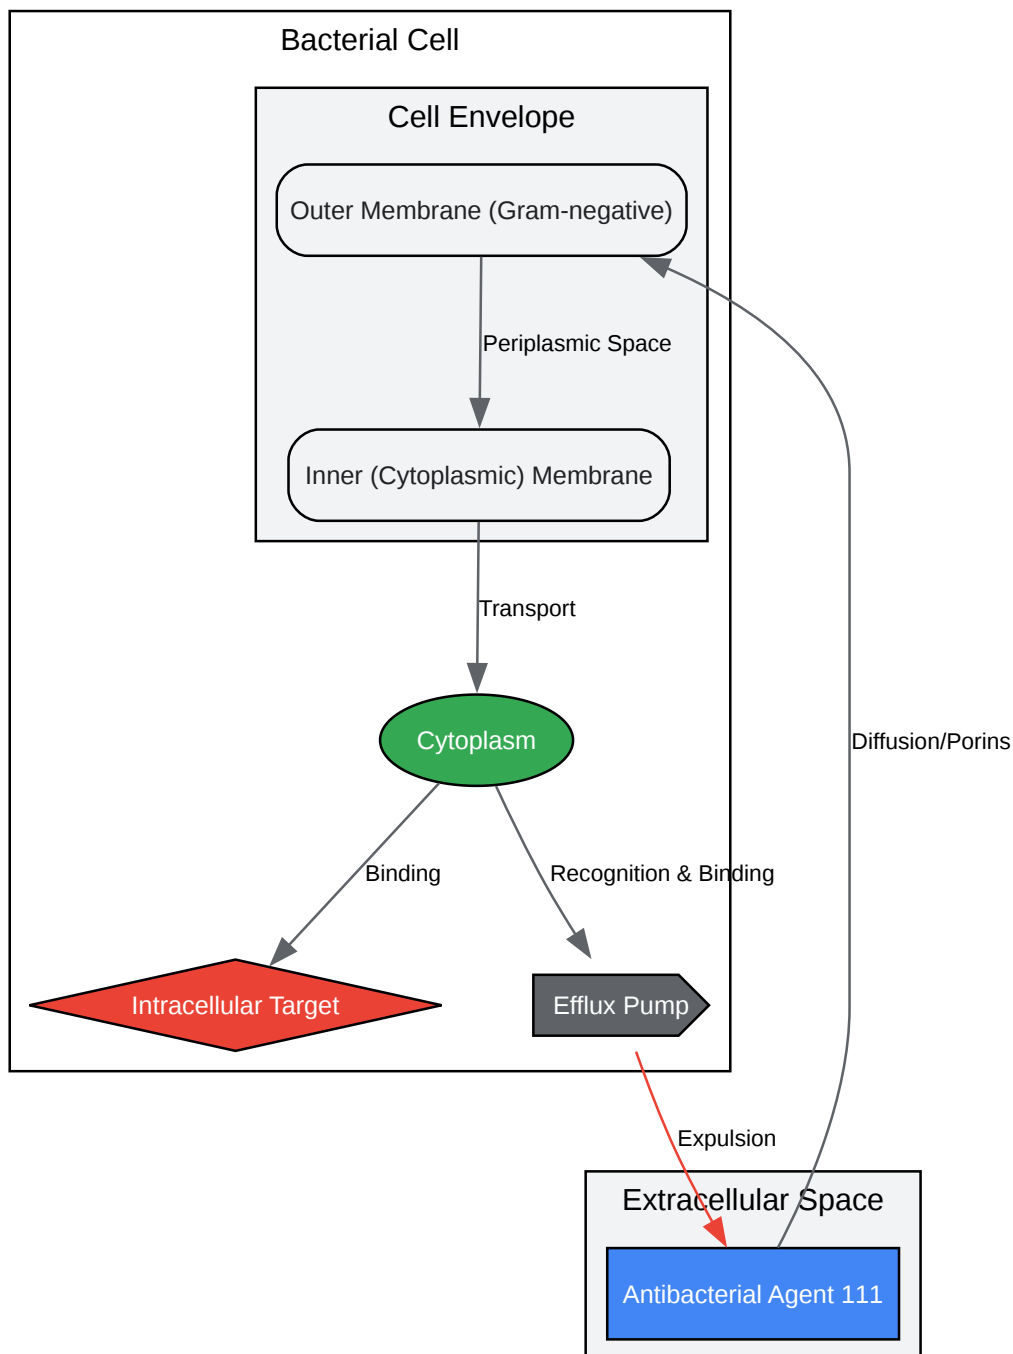 Bacterial Cell
Cell Envelope
Outer Membrane (Gram-negative)
Periplasmic Space
Inner (Cytoplasmic) Membrane
Transport
Cytoplasm
Diffusion/Porins
Binding
Recognition & Binding
Intracellular Target
Efflux Pump
Expulsion
Extracellular Space
Antibacterial Agent 111